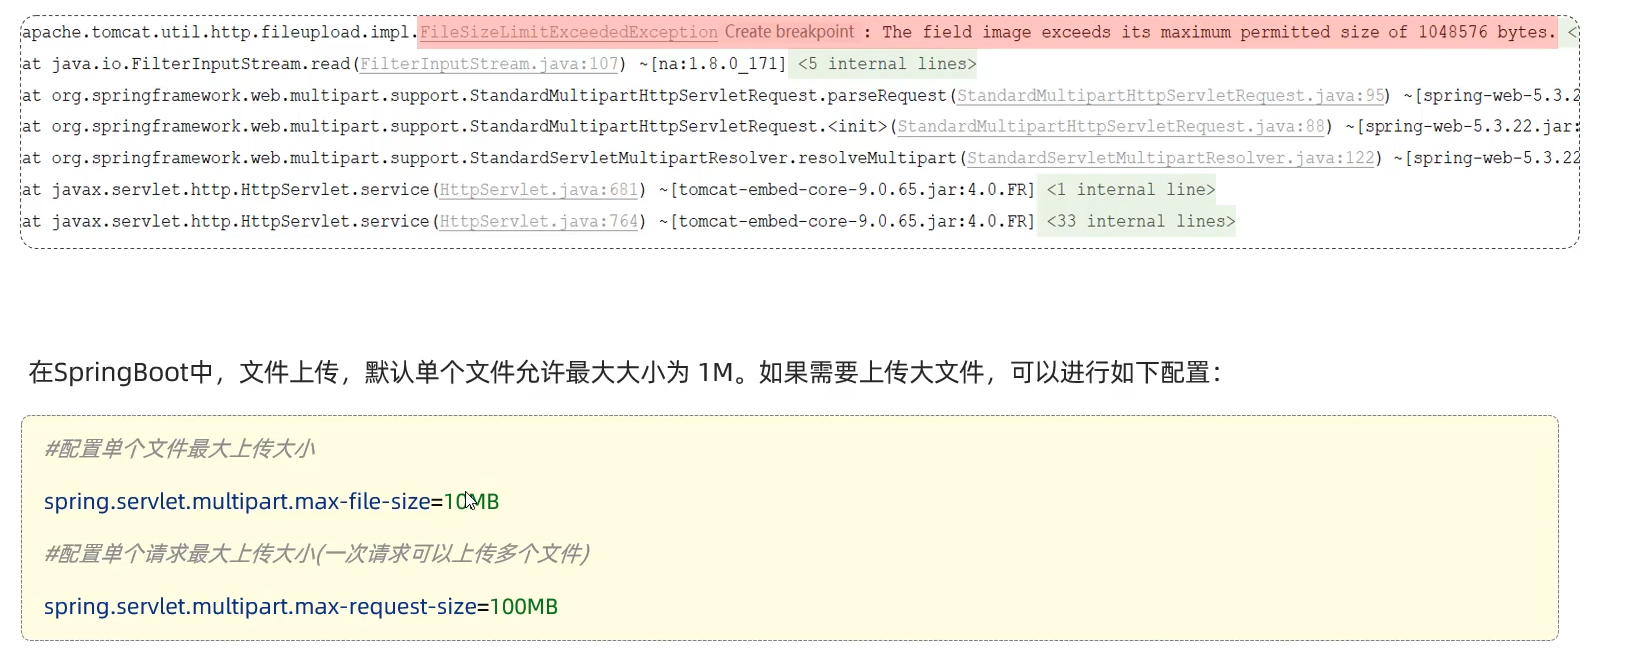 apache.tomcat.util.http.fileupload.impl.FileSizeLimitExceededException Create breakpoint : The field image exceeds its maximum permitted size of 1048576 bytes. <
at java.io.FilterInputStream.read(FilterInputStream.java:107) ~[na:1.8.0_171] <5 internal lines>
at org.springframework.web.multipart.support.StandardMultipartHttpServletRequest.parseRequest(StandardMultipartHttpServletRequest.java:95) ~[spring-web-5.3.2
at org.springframework.web.multipart.support.StandardMultipartHttpServletRequest.<init>(StandardMultipartHttpServletRequest.java:88) ~[spring-web-5.3.22.jar:
at org.springframework.web.multipart.support.StandardServletMultipartResolver.resolveMultipart(StandardServletMultipartResolver.java:122) ~[spring-web-5.3.22
at javax.servlet.http.HttpServlet.service(HttpServlet.java:681) ~[tomcat-embed-core-9.0.65.jar:4.0.FR] <1 internal line>
at javax.servlet.http.HttpServlet.service(HttpServlet.java:764) ~[tomcat-embed-core-9.0.65.jar:4.0.FR] <33 internal lines>
在SpringBoot中，文件上传，默认单个文件允许最大大小为 1M。如果需要上传大文件，可以进行如下配置：
#配置单个文件最大上传大小
spring.servlet.multipart.max-file-size=10MB
#配置单个请求最大上传大小(一次请求可以上传多个文件)
spring.servlet.multipart.max-request-size=100MB